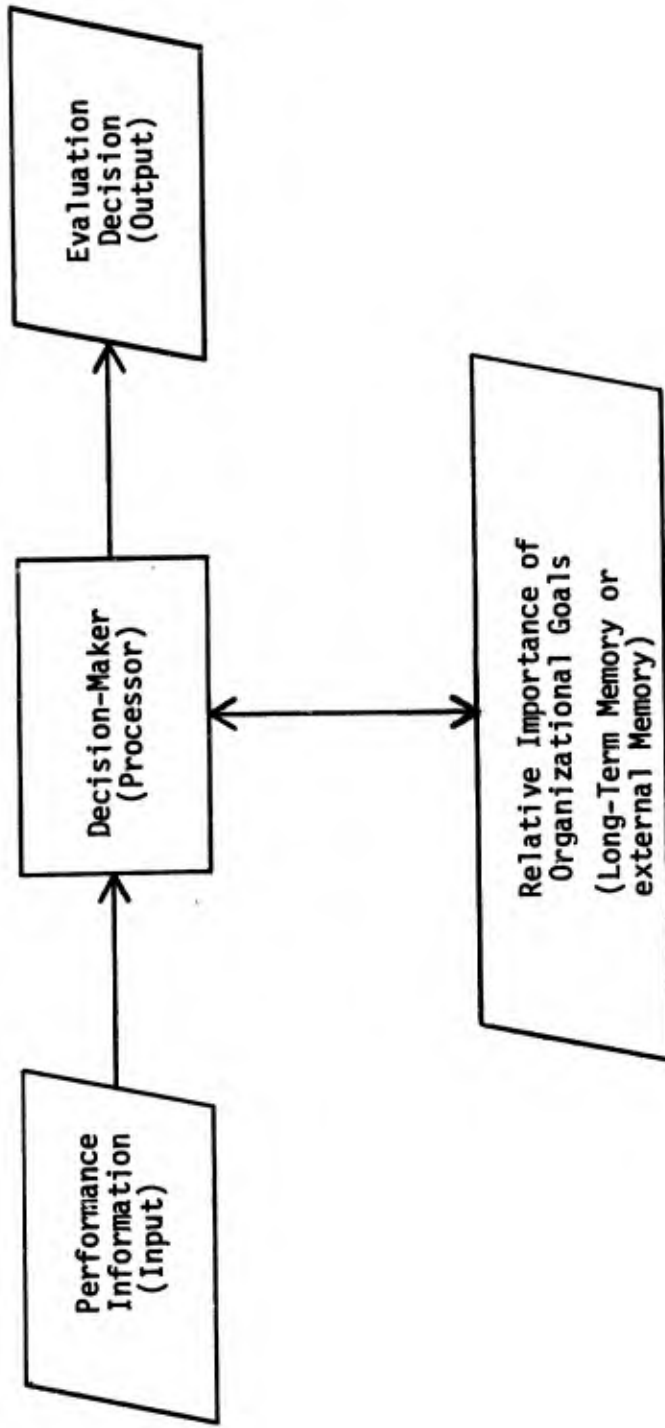 Performance
Information
(Input)
Decision-Maker
(Processor)
Evaluation
Decision
(Output)
Relative Importance of
Organizational Goals
(Long-Term Memory or
external Memory)